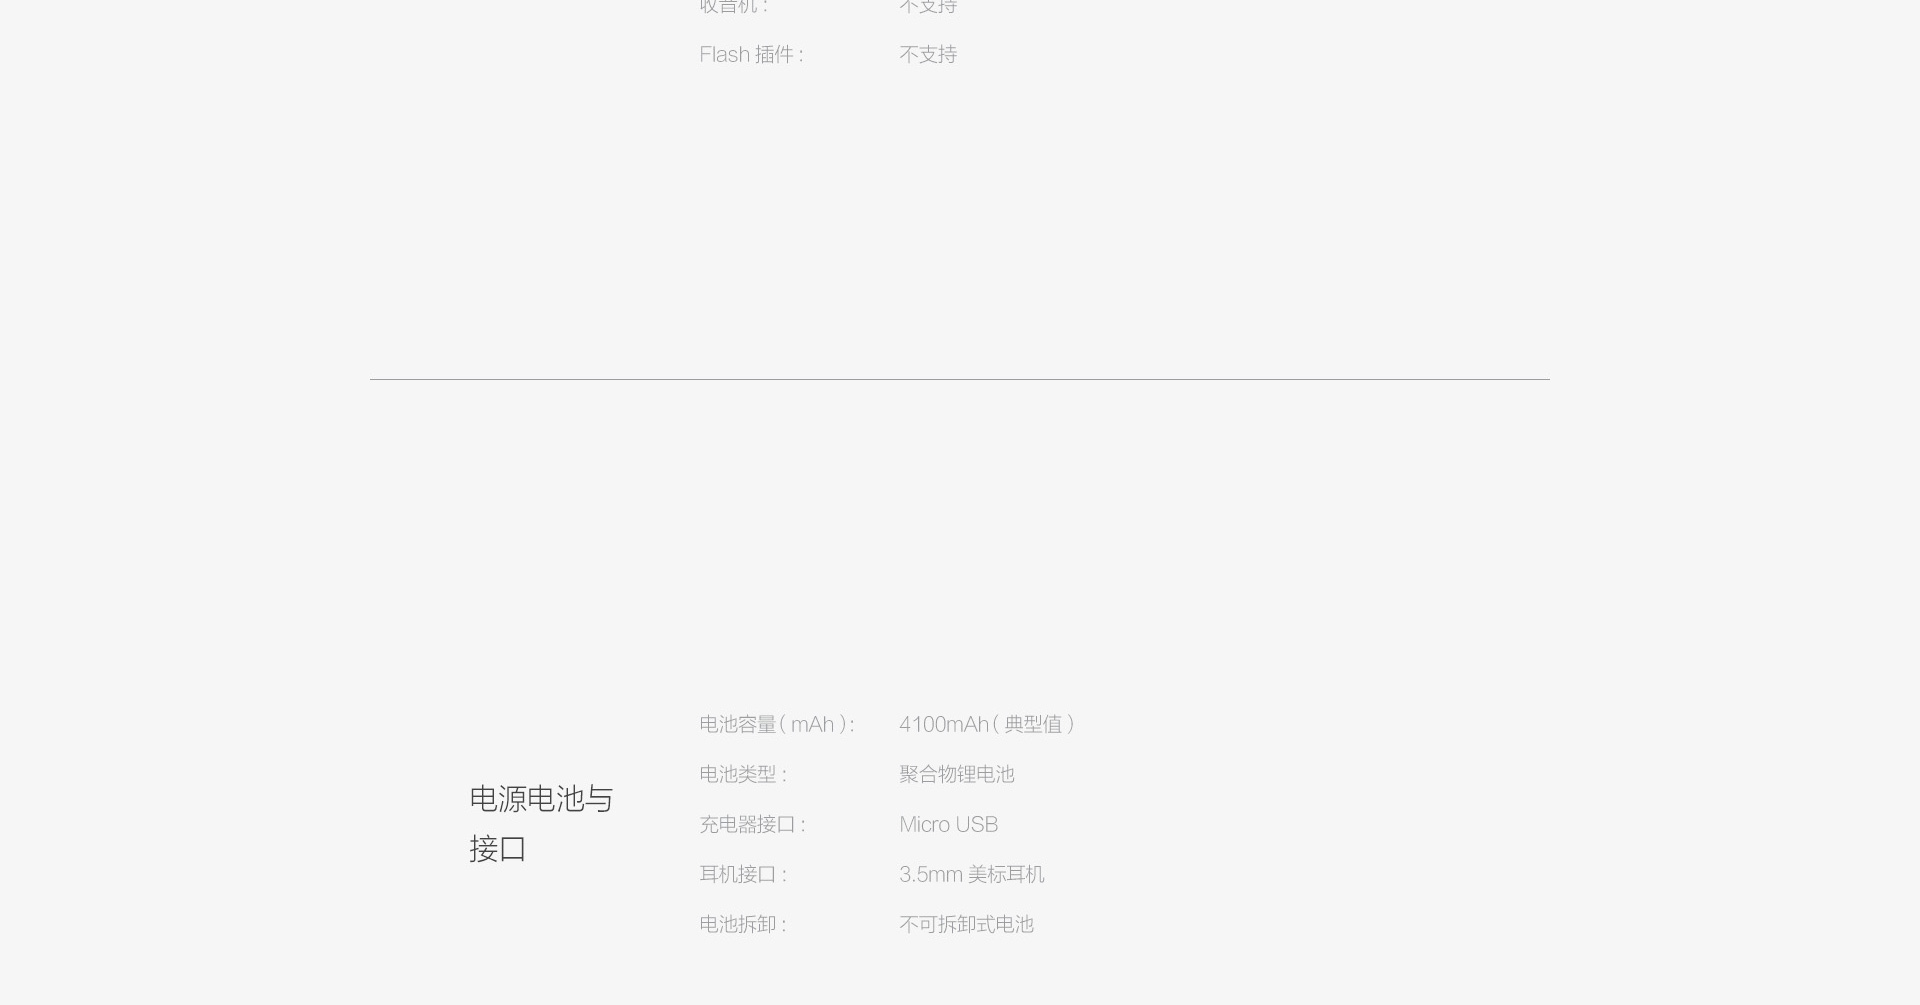 收音机： 不支持
Flash 插件： 不支持
电源电池与
接口
电池容量( mAh )： 4100mAh( 典型值 )
电池类型： 聚合物锂电池
充电器接口： Micro USB
耳机接口： 3.5mm 美标耳机
电池拆卸： 不可拆卸式电池